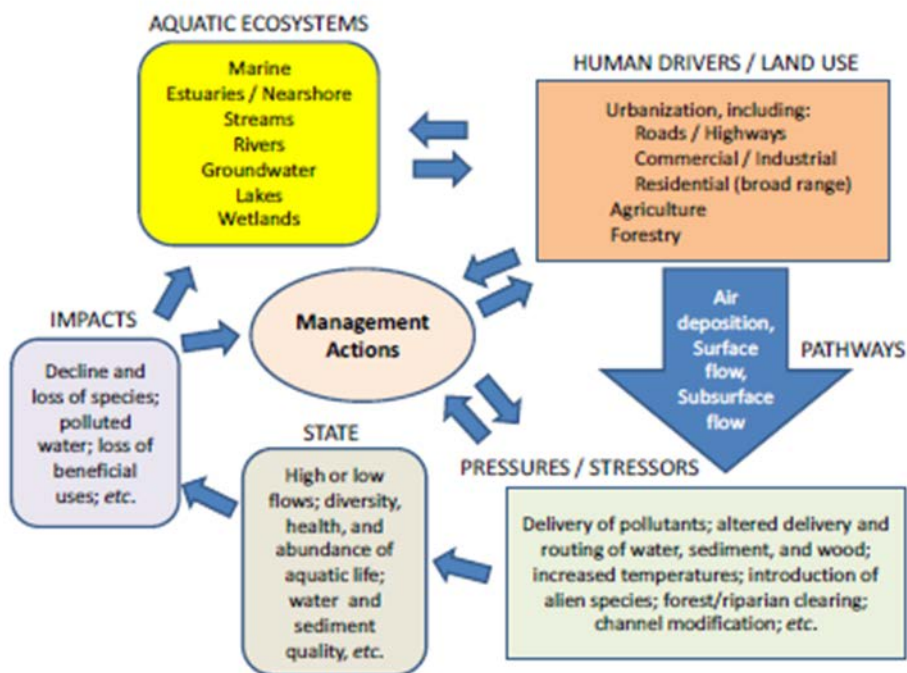 AQUATIC ECOSYSTEMS
Marine
Estuaries / Nearshore
Streams
Rivers
Groundwater
Lakes
Wetlands
HUMAN DRIVERS / LAND USE
Urbanization, including:
Roads / Highways
Commercial / Industrial
Residential (broad range)
Agriculture
Forestry
Air
deposition,
Surface
flow,
Subsurface
flow
PATHWAYS
Management
Actions
IMPACTS
Decline and
loss of species;
polluted
water; loss of
beneficial
uses; etc.
STATE
High or low
flows; diversity,
health, and
abundance of
aquatic life;
water and
sediment
quality, etc.
PRESSURES / STRESSORS
Delivery of pollutants; altered delivery and
routing of water, sediment, and wood;
increased temperatures; introduction of
alien species; forest/riparian clearing;
channel modification; etc.